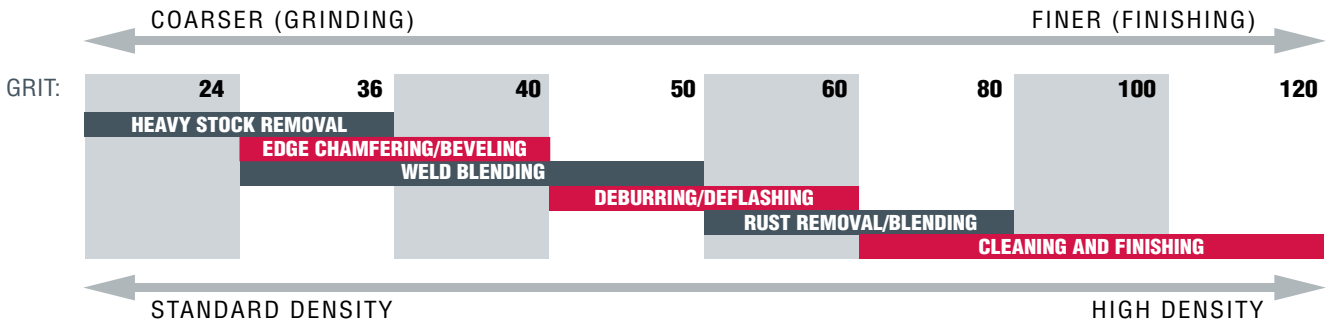 COARSER (GRINDING) FINER (FINISHING)
GRIT: 24 36 40 50 60 80 100 120
HEAVY STOCK REMOVAL
EDGE CHAMFERING/BEVELING
WELD BLENDING
DEBURRING/DEFLASHING
RUST REMOVAL/BLENDING
CLEANING AND FINISHING
STANDARD DENSITY HIGH DENSITY